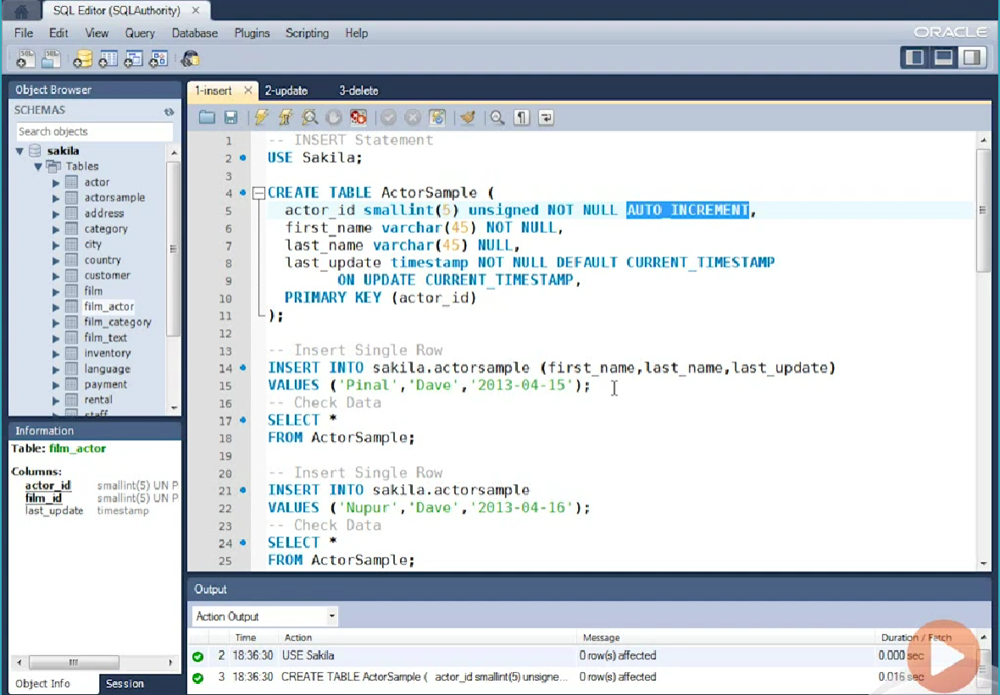 SQL Editor (SQLAuthority)
File Edit View Query Database Plugins Scripting Help
ORACLE
SQL SQL
Object Browser
SCHEMAS
Search objects
sakila
Tables
actor
actorsample
address
category
city
country
customer
film
film_actor
film_category
film_text
inventory
language
payment
rental
staff
Information
Table: film_actor
Columns:
actor_id smallint(5) UN P
film_id smallint(5) UN P
last_update timestamp
Object Info Session
1-insert 2-update 3-delete
1 -- INSERT Statement
2 USE Sakila;
3
4 CREATE TABLE ActorSample (
5 actor_id smallint(5) unsigned NOT NULL AUTO_INCREMENT,
6 first_name varchar(45) NOT NULL,
7 last_name varchar(45) NULL,
8 last_update timestamp NOT NULL DEFAULT CURRENT_TIMESTAMP
9 ON UPDATE CURRENT_TIMESTAMP,
10 PRIMARY KEY (actor_id)
11 );
12
13 -- Insert Single Row
14 INSERT INTO sakila.actorsample (first_name,last_name,last_update)
15 VALUES ('Pinal','Dave','2013-04-15');
16 -- Check Data
17 SELECT *
18 FROM ActorSample;
19
20 -- Insert Single Row
21 INSERT INTO sakila.actorsample
22 VALUES ('Nupur','Dave','2013-04-16');
23 -- Check Data
24 SELECT *
25 FROM ActorSample;
Output
Action Output
Time Action Message Duration / Fetch
2 18:36:30 USE Sakila 0 row(s) affected 0.000 sec
3 18:36:30 CREATE TABLE ActorSample ( actor_id smallint(5) unsigne... 0 row(s) affected 0.016 sec